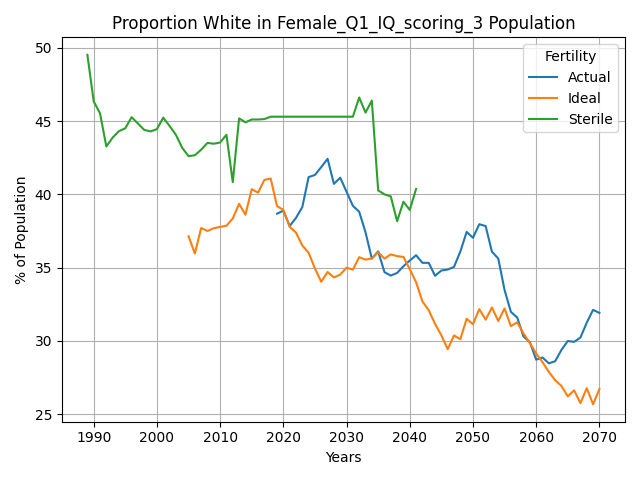 Proportion White in Female_Q1_IQ_scoring_3 Population
Fertility
Actual
Ideal
Sterile
% of Population
50
45
40
35
30
25
1990 2000 2010 2020 2030 2040 2050 2060 2070
Years